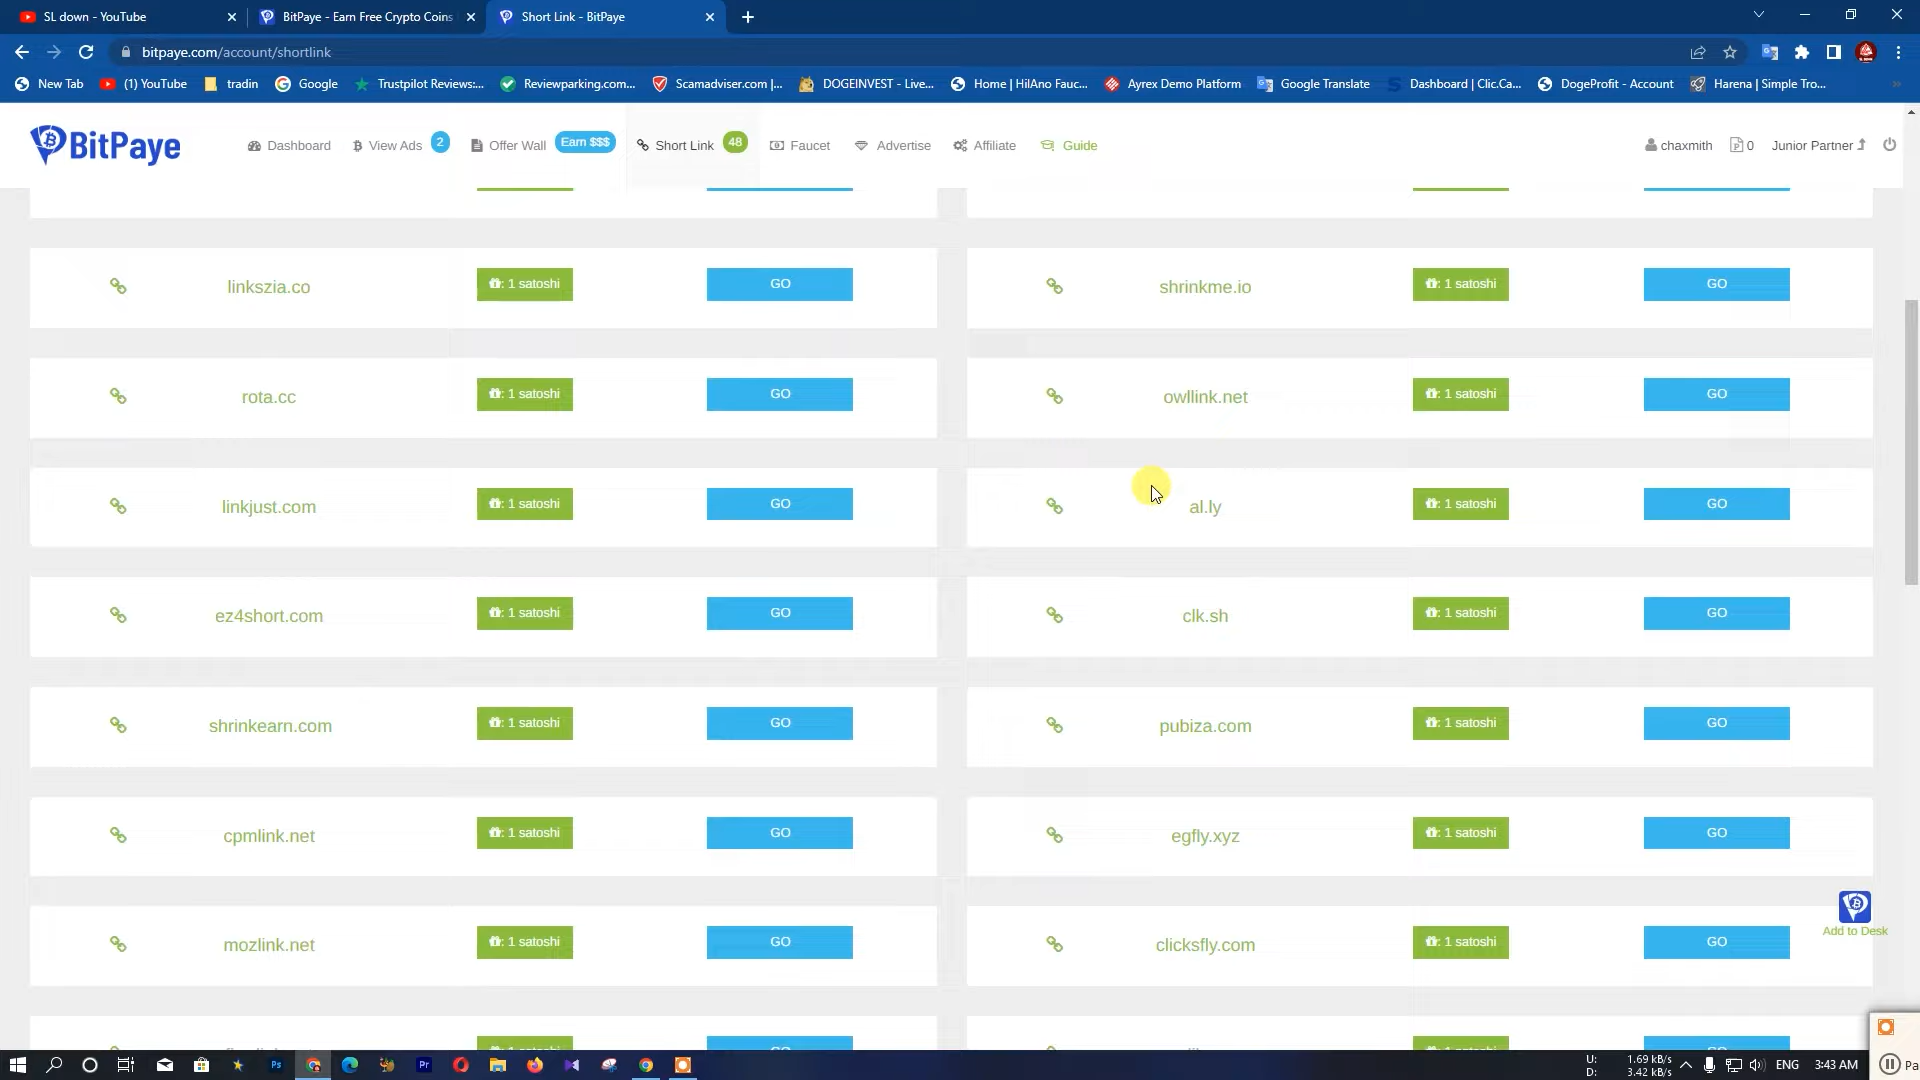 SL down - YouTube
BitPaye - Earn Free Crypto Coins
Short Link - BitPaye
bitpaye.com/account/shortlink
New Tab
(1) YouTube
tradin
Google
Trustpilot Reviews:...
Reviewparking.com...
Scamadviser.com |...
DOGEINVEST - Live...
Home | HilAno Fauc...
Ayrex Demo Platform
Google Translate
Dashboard | Clic.Ca...
DogeProfit - Account
Harena | Simple Tro...
BitPaye
Dashboard
View Ads 2
Offer Wall Earn $$$
Short Link 48
Faucet
Advertise
Affiliate
Guide
chaxmith
0
Junior Partner
linkszia.co : 1 satoshi GO
shrinkme.io : 1 satoshi GO
rota.cc : 1 satoshi GO
owllink.net : 1 satoshi GO
linkjust.com : 1 satoshi GO
al.ly : 1 satoshi GO
ez4short.com : 1 satoshi GO
clk.sh : 1 satoshi GO
shrinkearn.com : 1 satoshi GO
pubiza.com : 1 satoshi GO
cpmlink.net : 1 satoshi GO
egfly.xyz : 1 satoshi GO
mozlink.net : 1 satoshi GO
clicksfly.com : 1 satoshi GO
Add to Desk
U: 1.69 kB/s
D: 3.42 kB/s
ENG
3:43 AM
Pa